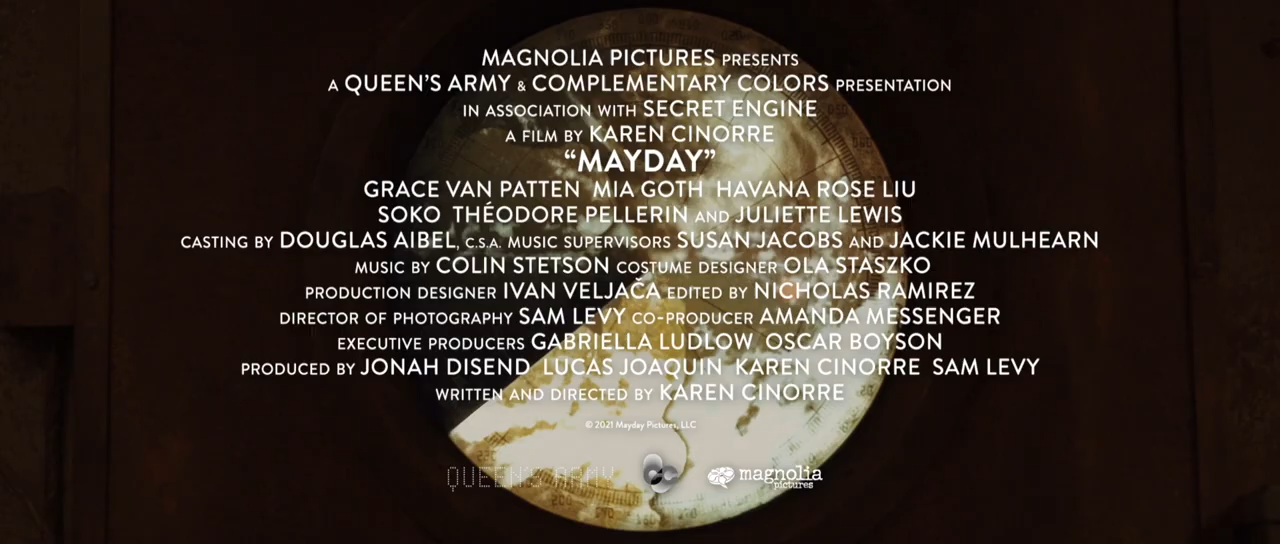 MAGNOLIA PICTURES PRESENTS
A QUEEN'S ARMY & COMPLEMENTARY COLORS PRESENTATION
IN ASSOCIATION WITH SECRET ENGINE
A FILM BY KAREN CINORRE
“MAYDAY”
GRACE VAN PATTEN MIA GOTH HAVANA ROSE LIU
SOKO THÉODORE PELLERIN AND JULIETTE LEWIS
CASTING BY DOUGLAS AIBEL, C.S.A. MUSIC SUPERVISORS SUSAN JACOBS AND JACKIE MULHEARN
MUSIC BY COLIN STETSON COSTUME DESIGNER OLA STASZKO
PRODUCTION DESIGNER IVAN VELJAČA EDITED BY NICHOLAS RAMIREZ
DIRECTOR OF PHOTOGRAPHY SAM LEVY CO-PRODUCER AMANDA MESSENGER
EXECUTIVE PRODUCERS GABRIELLA LUDLOW OSCAR BOYSON
PRODUCED BY JONAH DISEND LUCAS JOAQUIN KAREN CINORRE SAM LEVY
WRITTEN AND DIRECTED BY KAREN CINORRE
© 2021 Mayday Pictures, LLC
QUEEN'S ARMY CC magnolia
pictures